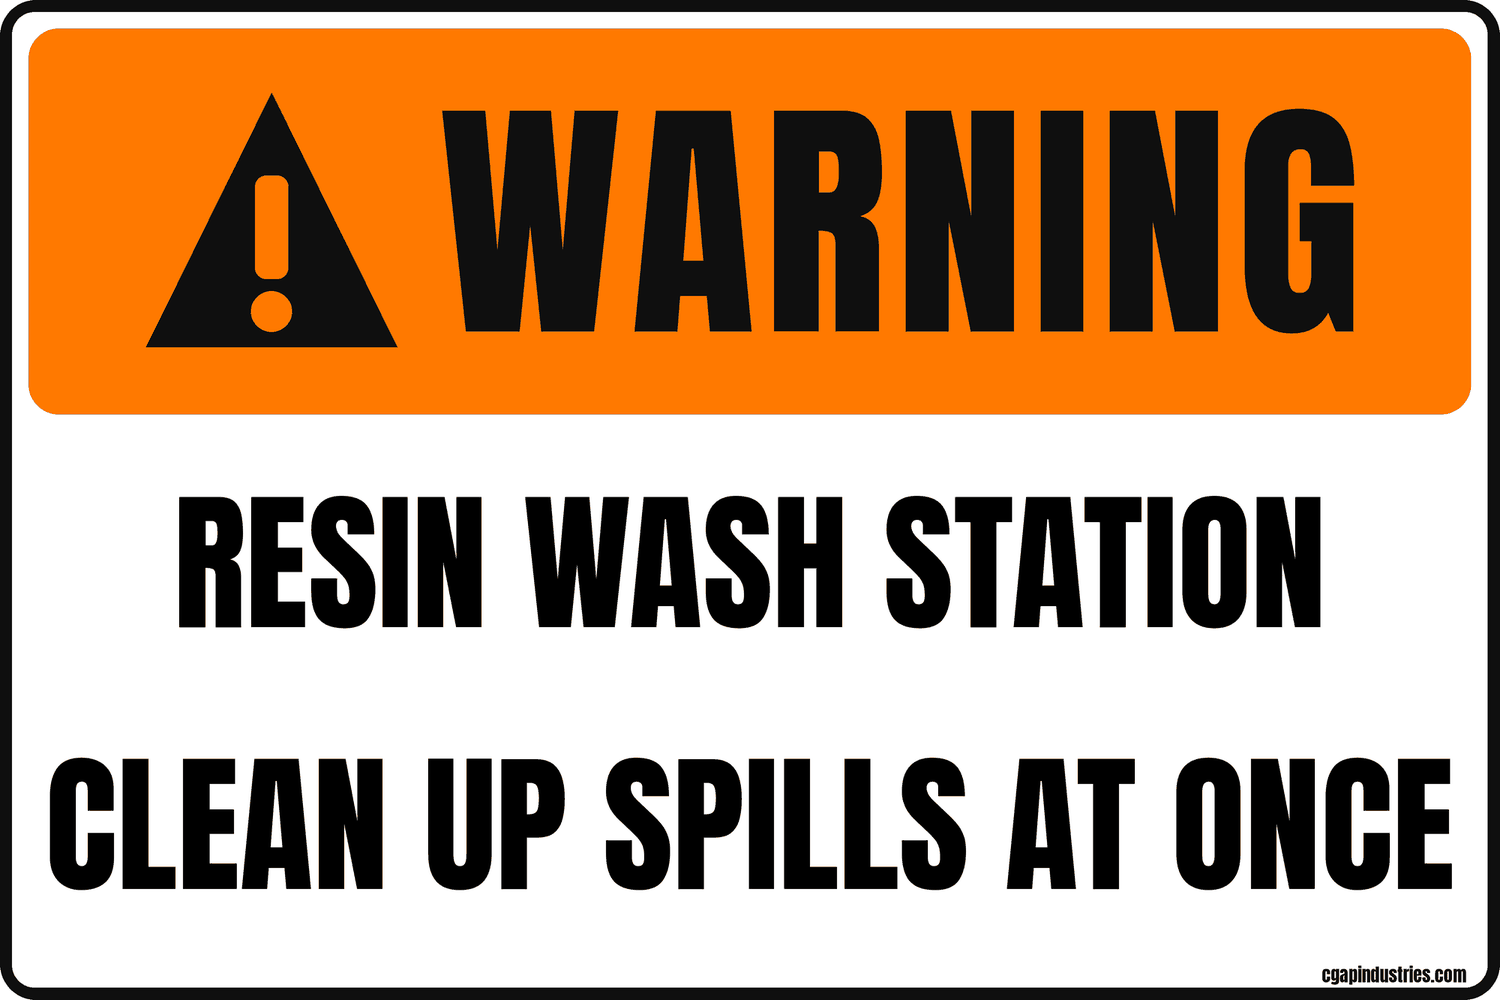 WARNING
RESIN WASH STATION
CLEAN UP SPILLS AT ONCE
cgapindustries.com